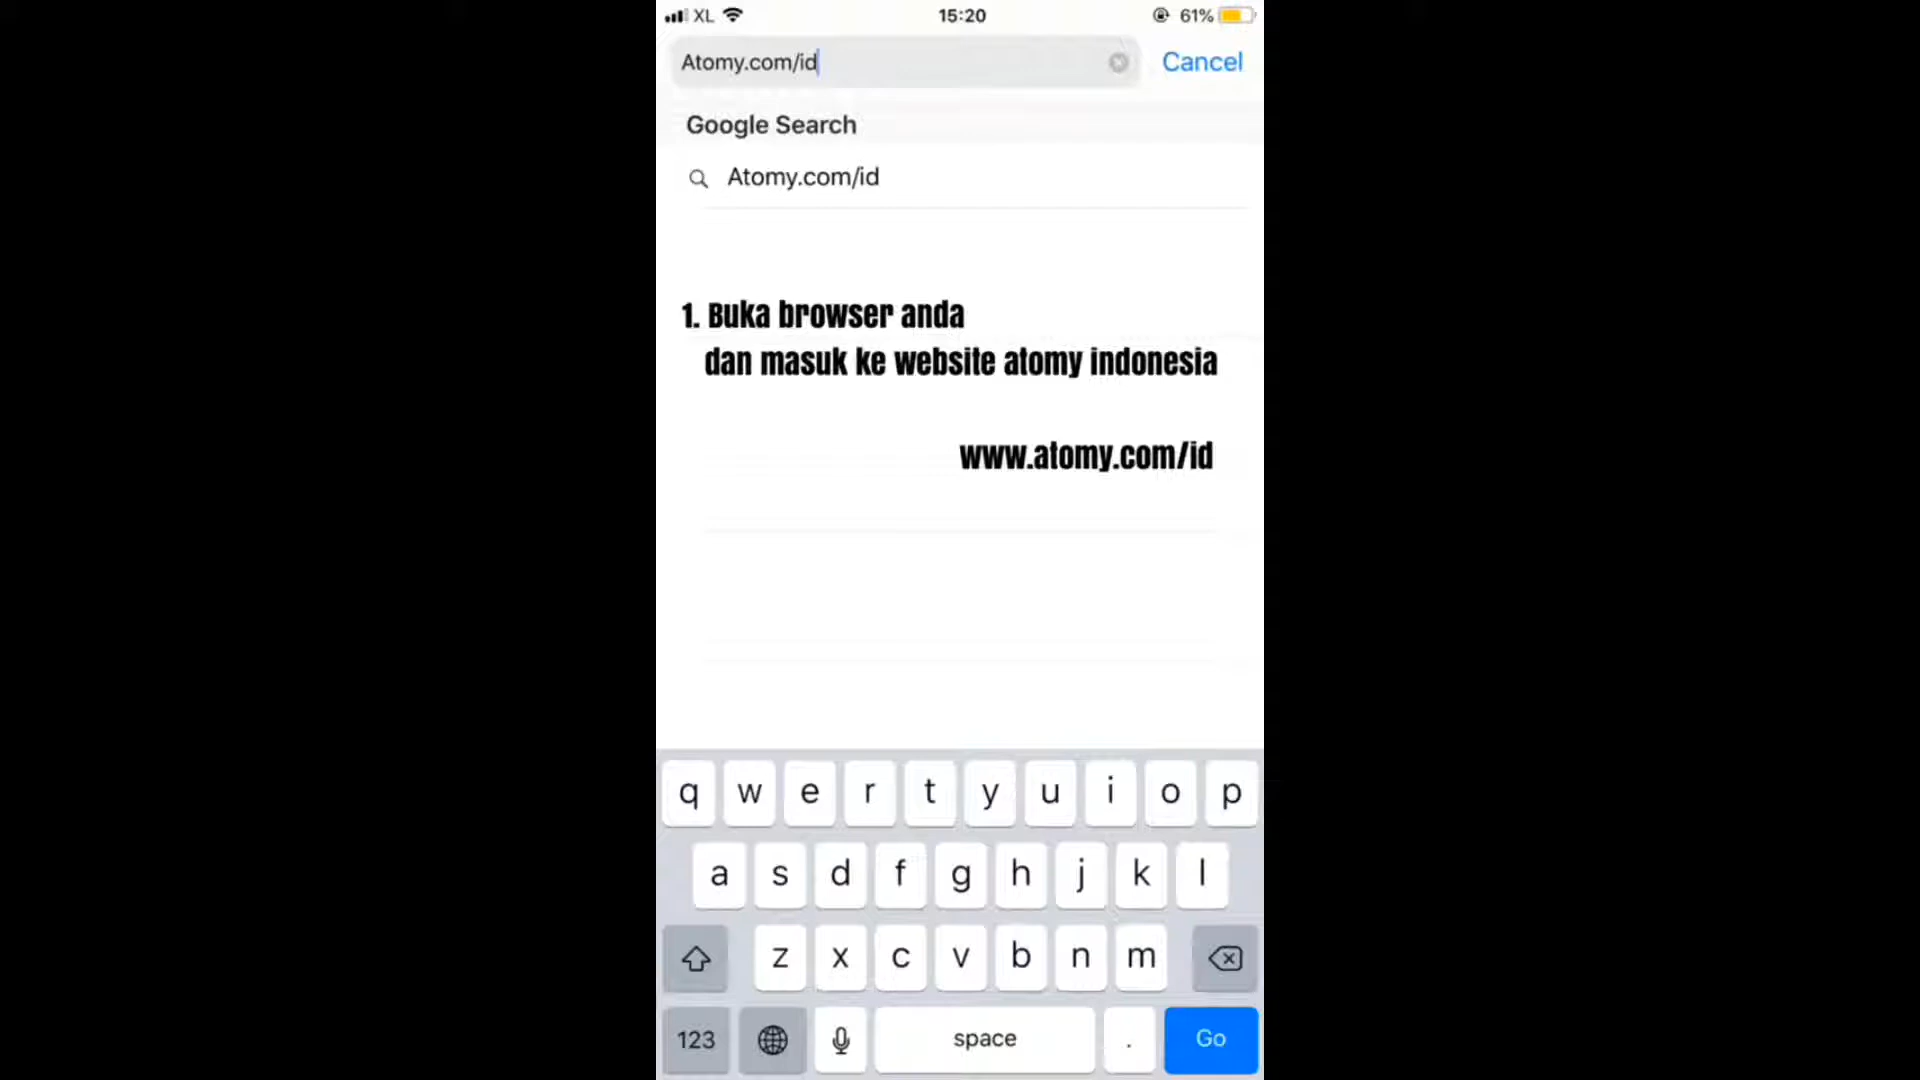 XL 15:20 61%
Atomy.com/id Cancel
Google Search
Atomy.com/id
1. Buka browser anda
dan masuk ke website atomy indonesia
www.atomy.com/id
q w e r t y u i o p
a s d f g h j k l
z x c v b n m
123 space . Go